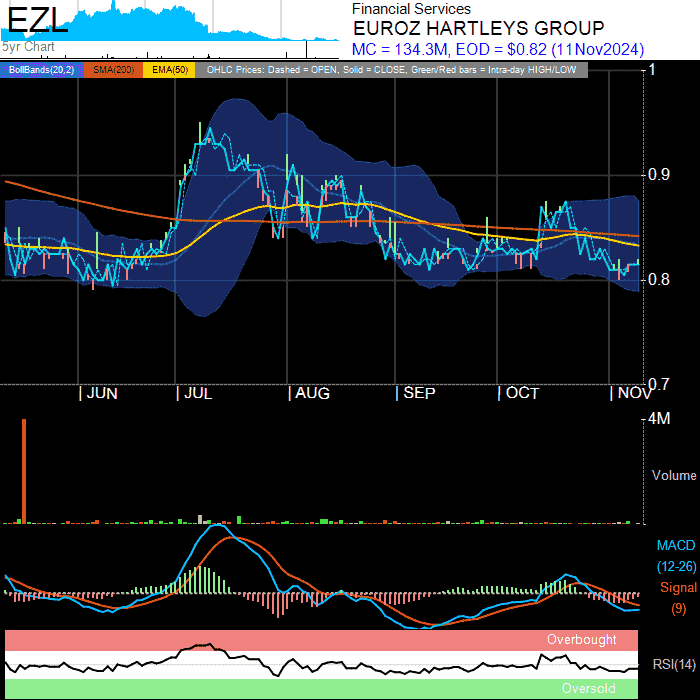 EZL
5yr Chart
Financial Services
EUROZ HARTLEYS GROUP
MC = 134.3M, EOD = $0.82 (11Nov2024)
BollBands(20,2) SMA(200) EMA(50) OHLC Prices: Dashed = OPEN, Solid = CLOSE, Green/Red bars = Intra-day HIGH/LOW
1
0.9
0.8
0.7
JUN JUL AUG SEP OCT NOV
4M
Volume
MACD
(12-26)
Signal
(9)
Overbought
RSI(14)
Oversold